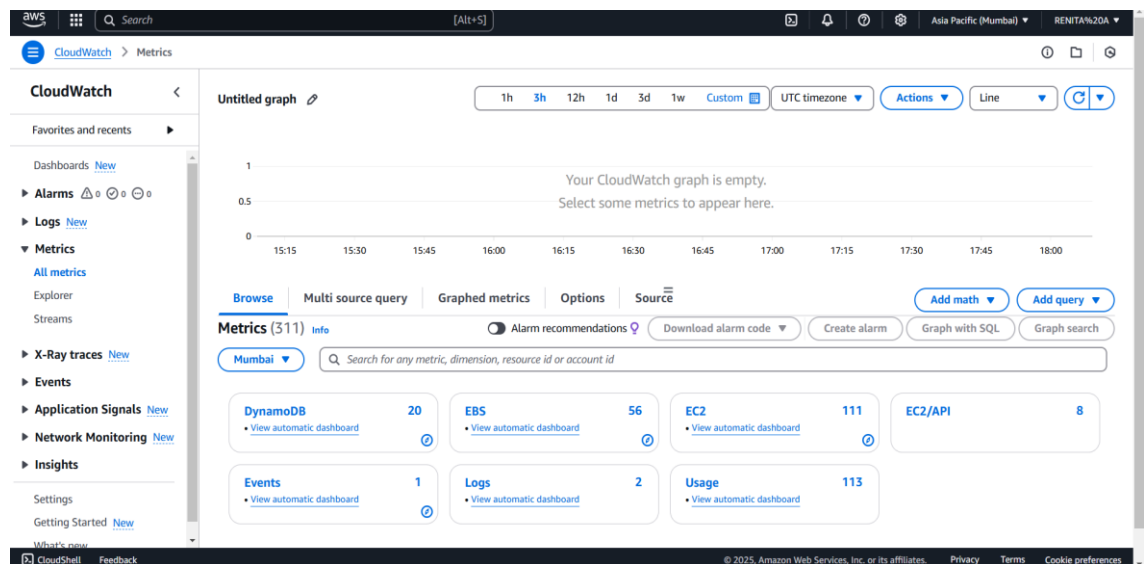 aws Search [Alt+S] Asia Pacific (Mumbai) ▼ RENITA%20A ▼
CloudWatch > Metrics
CloudWatch
Favorites and recents
Dashboards New
Alarms 0 0 0
Logs New
Metrics
All metrics
Explorer
Streams
X-Ray traces New
Events
Application Signals New
Network Monitoring New
Insights
Settings
Getting Started New
What's new
Untitled graph
1h 3h 12h 1d 3d 1w Custom UTC timezone Actions Line
1
0.5
0
Your CloudWatch graph is empty.
Select some metrics to appear here.
15:15 15:30 15:45 16:00 16:15 16:30 16:45 17:00 17:15 17:30 17:45 18:00
Browse Multi source query Graphed metrics Options Source Add math Add query
Metrics (311) Info Alarm recommendations Download alarm code Create alarm Graph with SQL Graph search
Mumbai Search for any metric, dimension, resource id or account id
DynamoDB 20
• View automatic dashboard
EBS 56
• View automatic dashboard
EC2 111
• View automatic dashboard
EC2/API 8
Events 1
• View automatic dashboard
Logs 2
• View automatic dashboard
Usage 113
• View automatic dashboard
CloudShell Feedback © 2025, Amazon Web Services, Inc. or its affiliates. Privacy Terms Cookie preferences